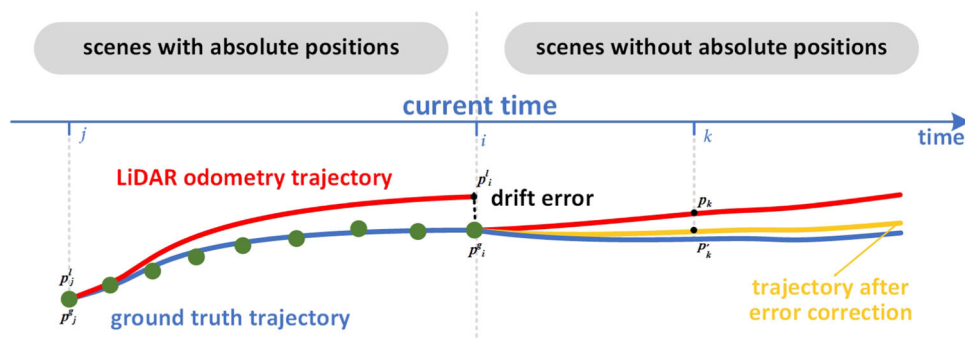 scenes with absolute positions
scenes without absolute positions
current time
j
i
k
time
LiDAR odometry trajectory
p^l_i
drift error
p_k
p^g_i
p'_k
p^l_j
p^g_j
ground truth trajectory
trajectory after
error correction